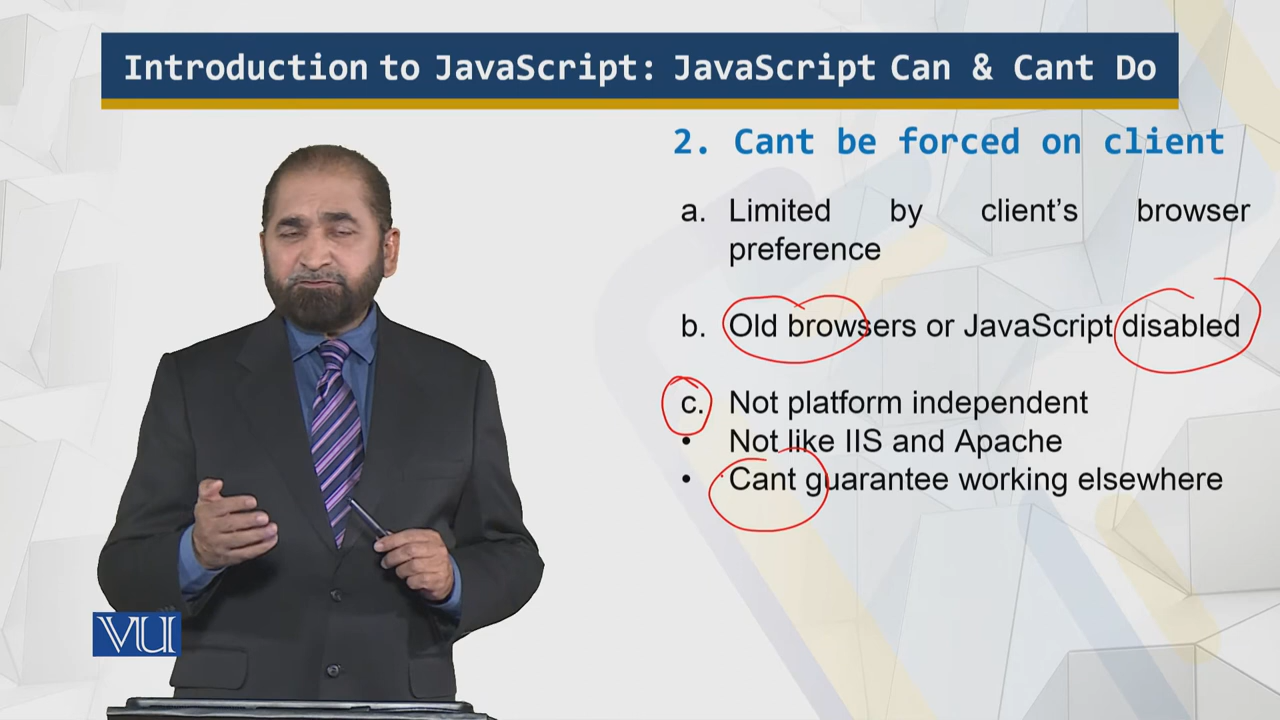 Introduction to JavaScript: JavaScript Can & Cant Do
2. Cant be forced on client
a. Limited by client’s browser
preference
b. Old browsers or JavaScript disabled
c. Not platform independent
• Not like IIS and Apache
• Cant guarantee working elsewhere
VU